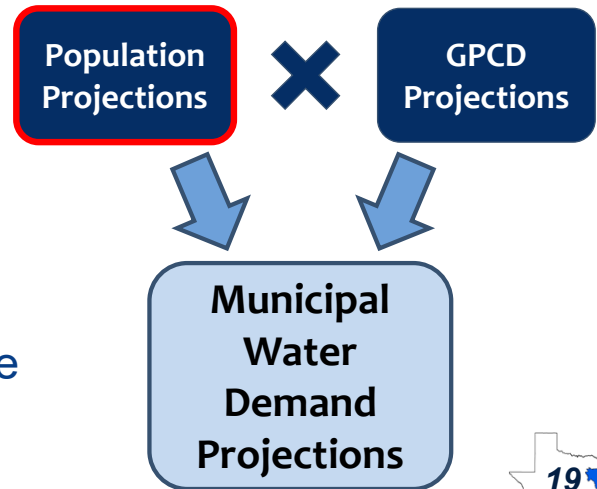 Population
Projections
GPCD
Projections
Municipal
Water
Demand
Projections
e
19